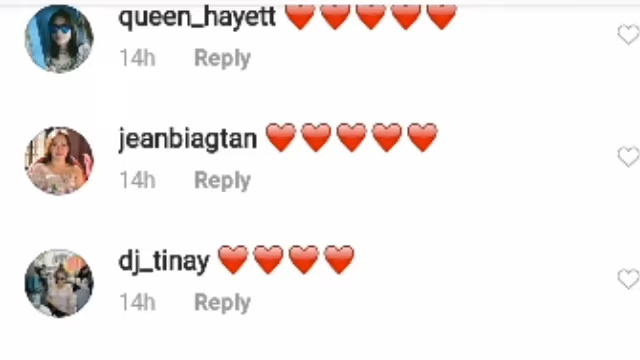 queen_hayett ❤️❤️❤️❤️❤️
14h Reply
jeanbiagtan ❤️❤️❤️❤️❤️
14h Reply
dj_tinay ❤️❤️❤️❤️
14h Reply